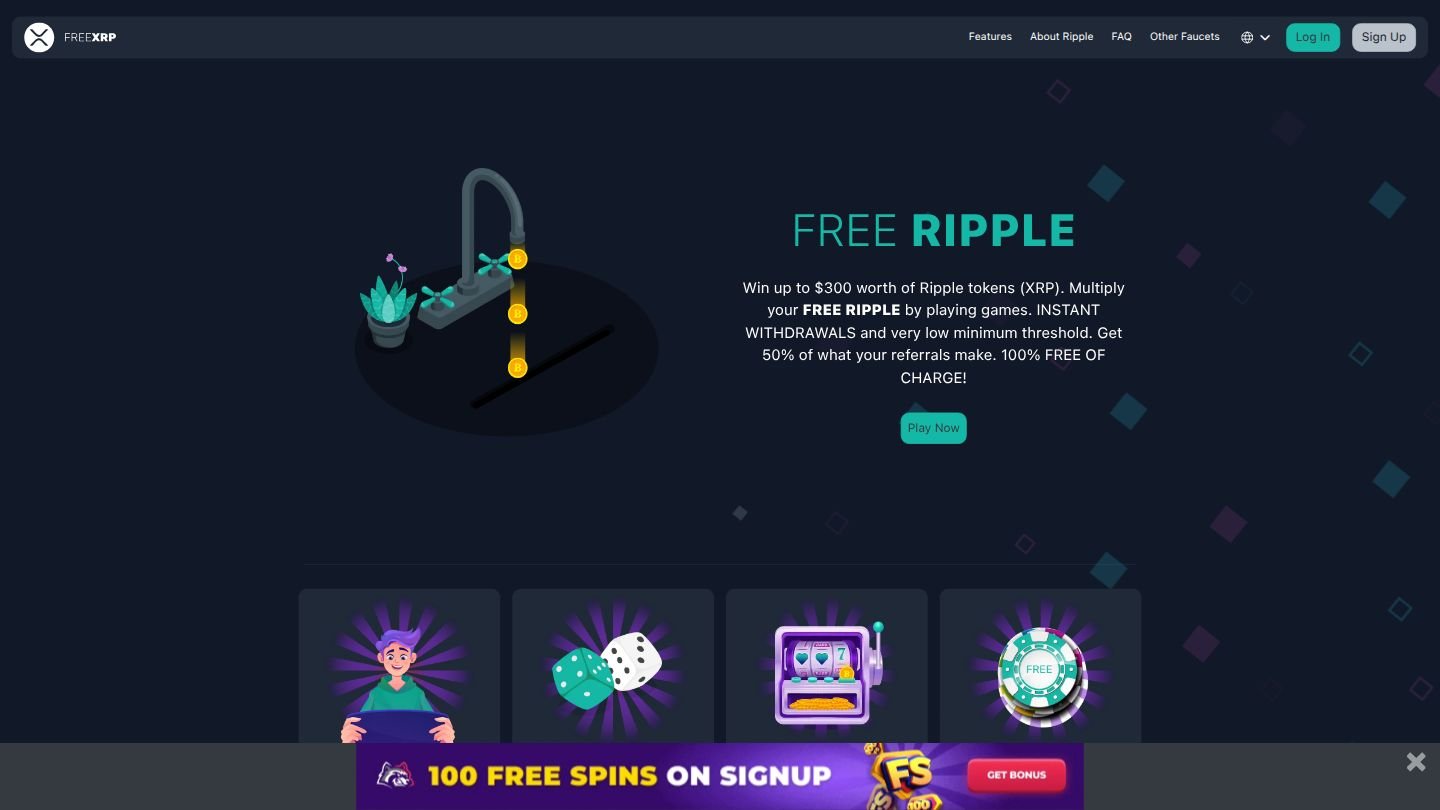 FREEXRP
Features
About Ripple
FAQ
Other Faucets
Log In
Sign Up
FREE RIPPLE
Win up to $300 worth of Ripple tokens (XRP). Multiply
your FREE RIPPLE by playing games. INSTANT
WITHDRAWALS and very low minimum threshold. Get
50% of what your referrals make. 100% FREE OF
CHARGE!
Play Now
7
FREE
100 FREE SPINS ON SIGNUP
FS
FS
100
GET BONUS